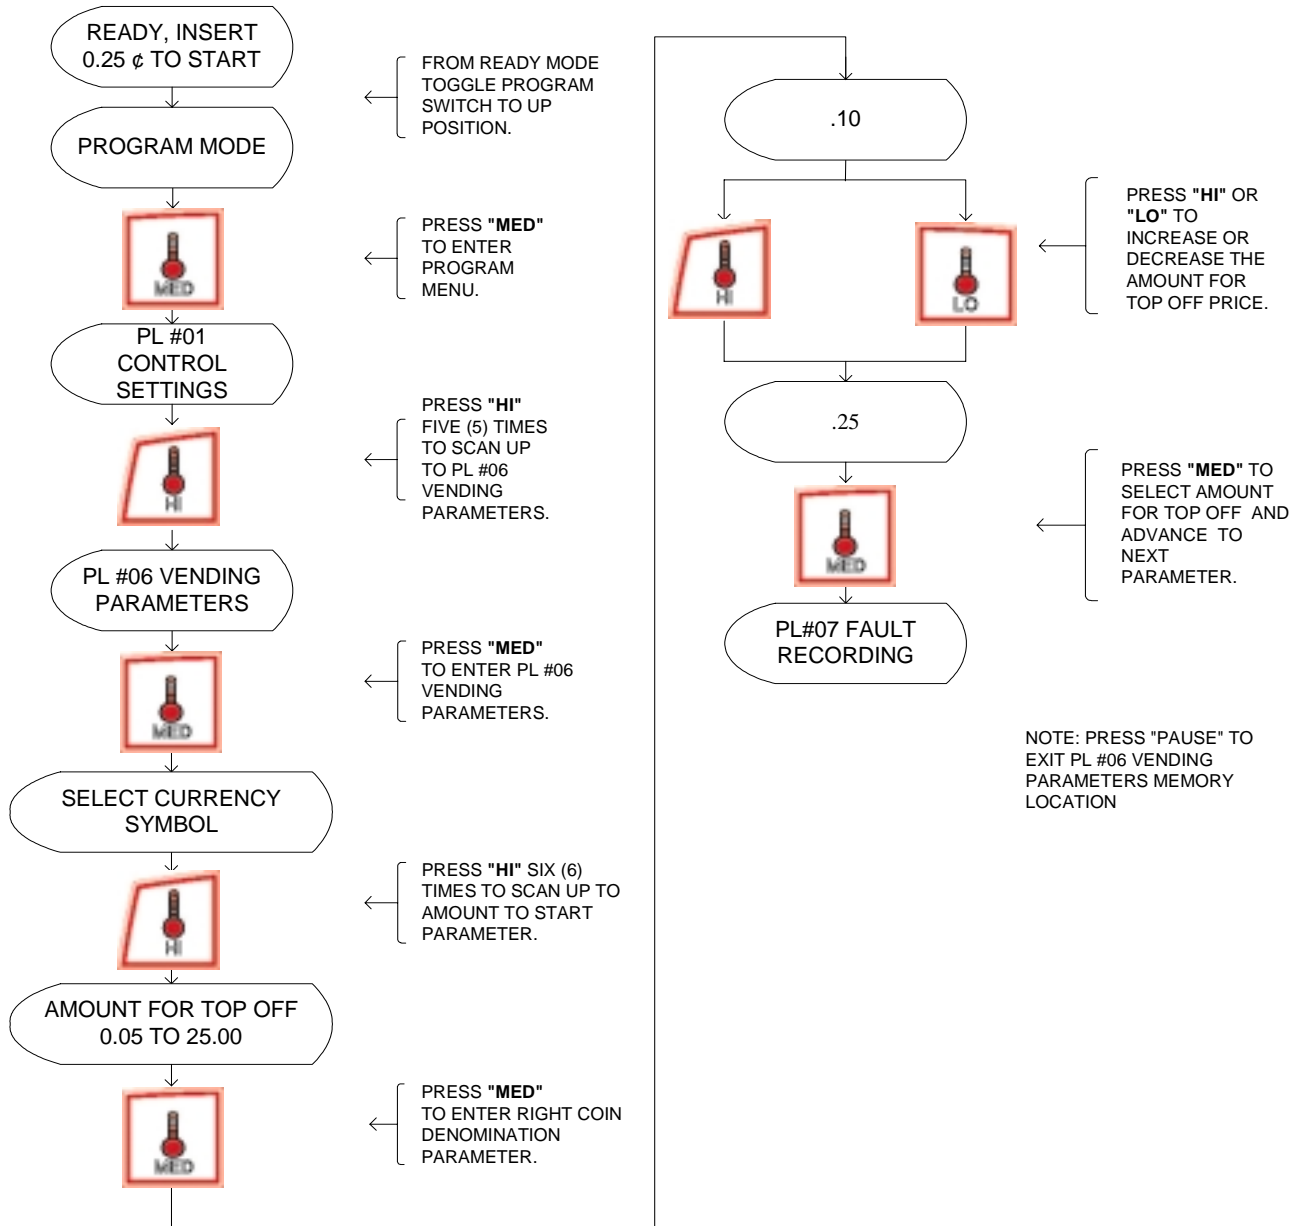 READY, INSERT
0.25 ¢ TO START
FROM READY MODE
TOGGLE PROGRAM
SWITCH TO UP
POSITION.
PROGRAM MODE
MED
PRESS "MED"
TO ENTER
PROGRAM
MENU.
PL #01
CONTROL
SETTINGS
HI
PRESS "HI"
FIVE (5) TIMES
TO SCAN UP
TO PL #06
VENDING
PARAMETERS.
PL #06 VENDING
PARAMETERS
MED
PRESS "MED"
TO ENTER PL #06
VENDING
PARAMETERS.
SELECT CURRENCY
SYMBOL
HI
PRESS "HI" SIX (6)
TIMES TO SCAN UP TO
AMOUNT TO START
PARAMETER.
AMOUNT FOR TOP OFF
0.05 TO 25.00
MED
PRESS "MED"
TO ENTER RIGHT COIN
DENOMINATION
PARAMETER.
.10
HI
LO
PRESS "HI" OR
"LO" TO
INCREASE OR
DECREASE THE
AMOUNT FOR
TOP OFF PRICE.
.25
MED
PRESS "MED" TO
SELECT AMOUNT
FOR TOP OFF AND
ADVANCE TO
NEXT
PARAMETER.
PL#07 FAULT
RECORDING
NOTE: PRESS "PAUSE" TO
EXIT PL #06 VENDING
PARAMETERS MEMORY
LOCATION